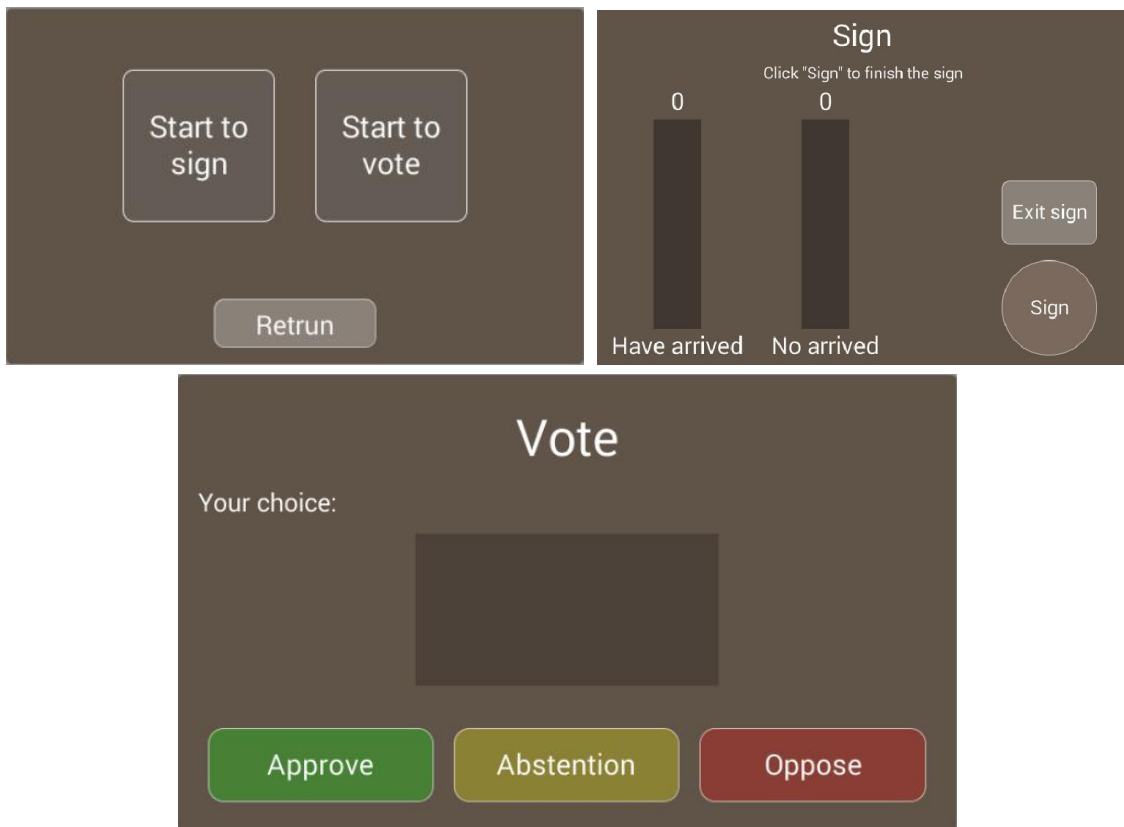 Start to
sign
Start to
vote
Retrun
Sign
Click "Sign" to finish the sign
0
0
Exit sign
Sign
Have arrived
No arrived
Vote
Your choice:
Approve
Abstention
Oppose